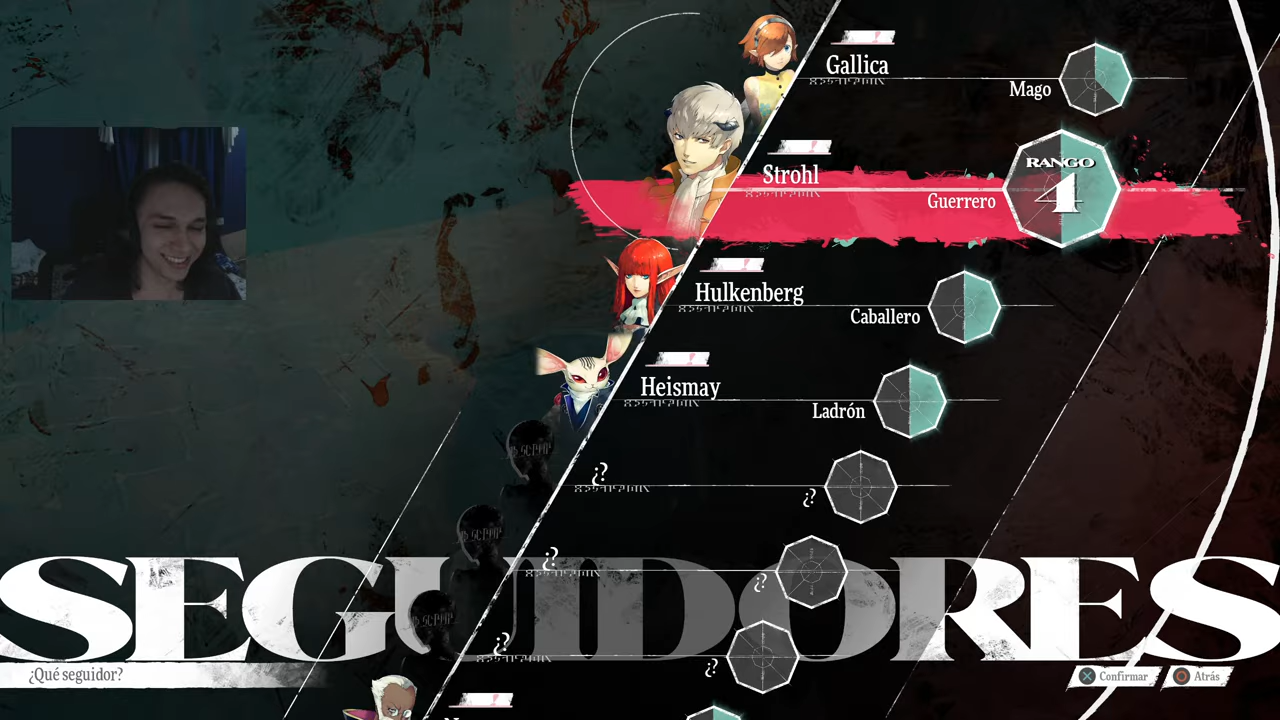 Gallica
Mago
RANGO
4
Strohl
Guerrero
Hulkenberg
Caballero
Heismay
Ladrón
¿?
¿?
¿?
¿?
¿?
¿?
SEGUIDORES
¿Qué seguidor?
Confirmar
Atrás